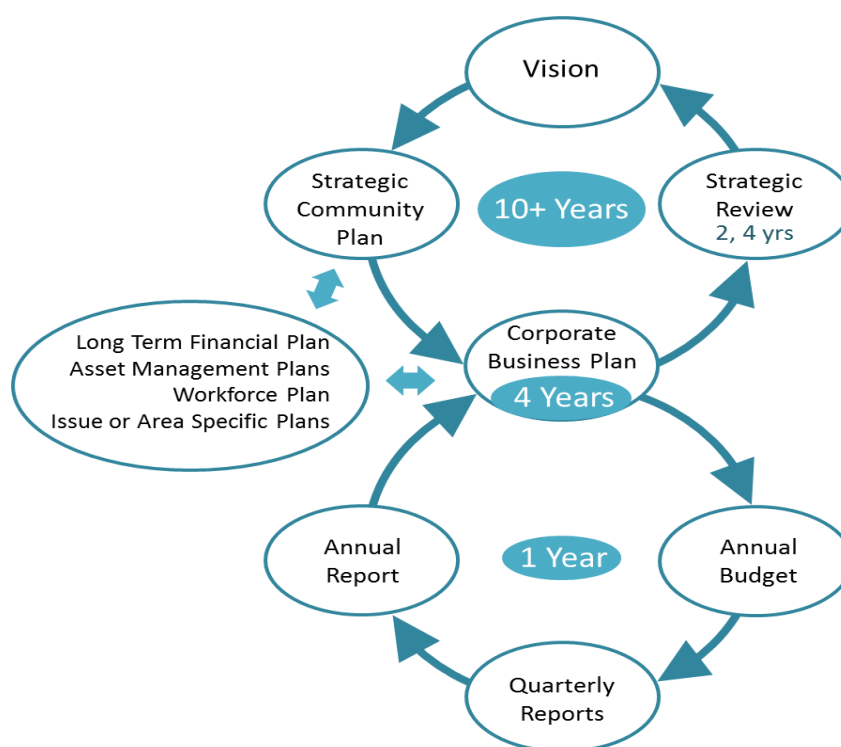 Vision
Strategic
Community
Plan
10+ Years
Strategic
Review
2, 4 yrs
Long Term Financial Plan
Asset Management Plans
Workforce Plan
Issue or Area Specific Plans
Corporate
Business Plan
4 Years
Annual
Report
1 Year
Annual
Budget
Quarterly
Reports